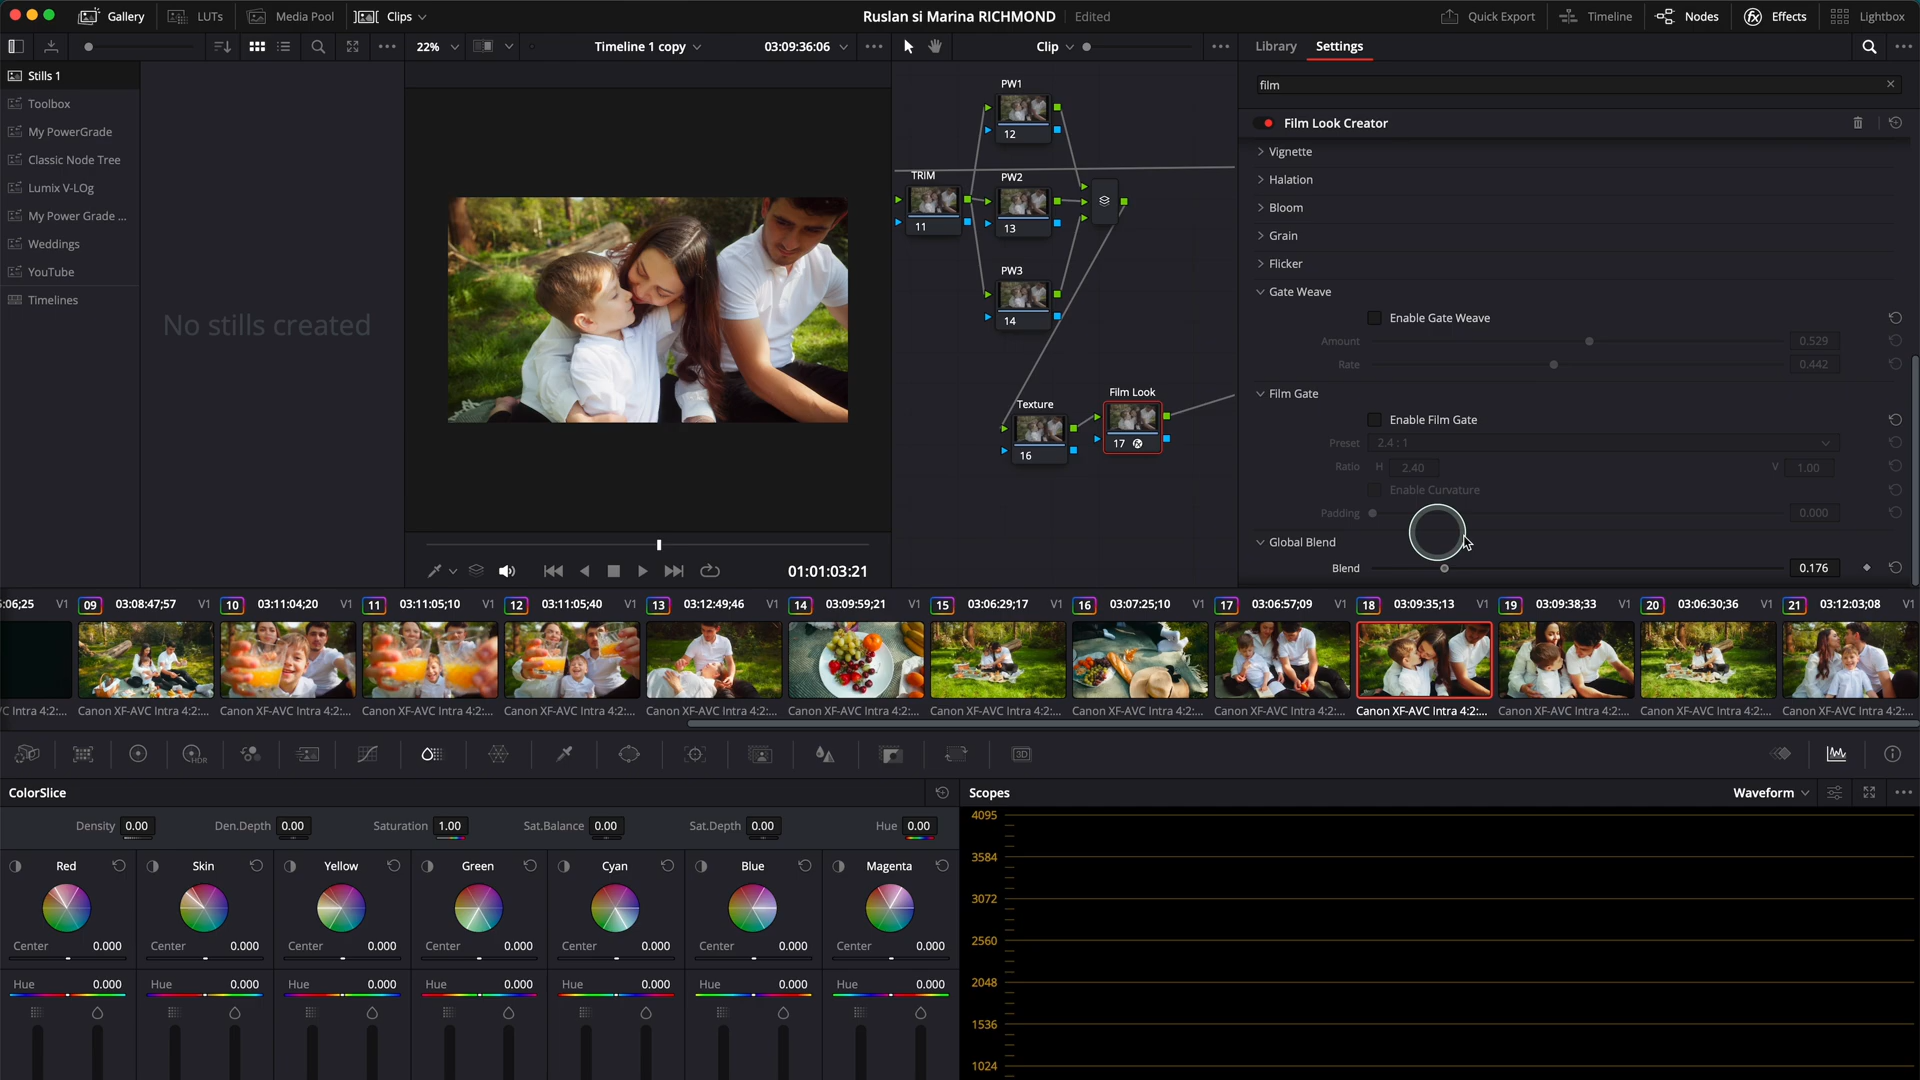 Gallery LUTs Media Pool Clips Ruslan si Marina RICHMOND Edited Quick Export Timeline Nodes Effects Lightbox
22% Timeline 1 copy 03:09:36:06 Clip Library Settings
Stills 1
Toolbox
My PowerGrade
Classic Node Tree
Lumix V-LOg
My Power Grade ...
Weddings
YouTube
Timelines
No stills created
01:01:03:21
PW1
12
TRIM
11
PW2
13
PW3
14
Texture
16
Film Look
17
film
Film Look Creator
Vignette
Halation
Bloom
Grain
Flicker
Gate Weave
Enable Gate Weave
Amount 0.529
Rate 0.442
Film Gate
Enable Film Gate
Preset 2.4 : 1
Ratio H 2.40 V 1.00
Enable Curvature
Padding 0.000
Global Blend
Blend 0.176
:06;25 V1 09 03:08:47;57 V1 10 03:11:04;20 V1 11 03:11:05;10 V1 12 03:11:05;40 V1 13 03:12:49;46 V1 14 03:09:59;21 V1 15 03:06:29;17 V1 16 03:07:25;10 V1 17 03:06:57;09 V1 18 03:09:35;13 V1 19 03:09:38;33 V1 20 03:06:30;36 V1 21 03:12:03;08 V1
C Intra 4:2:... Canon XF-AVC Intra 4:2:... Canon XF-AVC Intra 4:2:... Canon XF-AVC Intra 4:2:... Canon XF-AVC Intra 4:2:... Canon XF-AVC Intra 4:2:... Canon XF-AVC Intra 4:2:... Canon XF-AVC Intra 4:2:... Canon XF-AVC Intra 4:2:... Canon XF-AVC Intra 4:2:... Canon XF-AVC Intra 4:2:... Canon XF-AVC Intra 4:2:... Canon XF-AVC Intra 4:2:... Canon XF-AVC Intra 4:2:...
HDR 3D
ColorSlice
Density 0.00 Den.Depth 0.00 Saturation 1.00 Sat.Balance 0.00 Sat.Depth 0.00 Hue 0.00
Red Skin Yellow Green Cyan Blue Magenta
Center 0.000 Center 0.000 Center 0.000 Center 0.000 Center 0.000 Center 0.000 Center 0.000
Hue 0.000 Hue 0.000 Hue 0.000 Hue 0.000 Hue 0.000 Hue 0.000 Hue 0.000
Scopes Waveform
4095
3584
3072
2560
2048
1536
1024